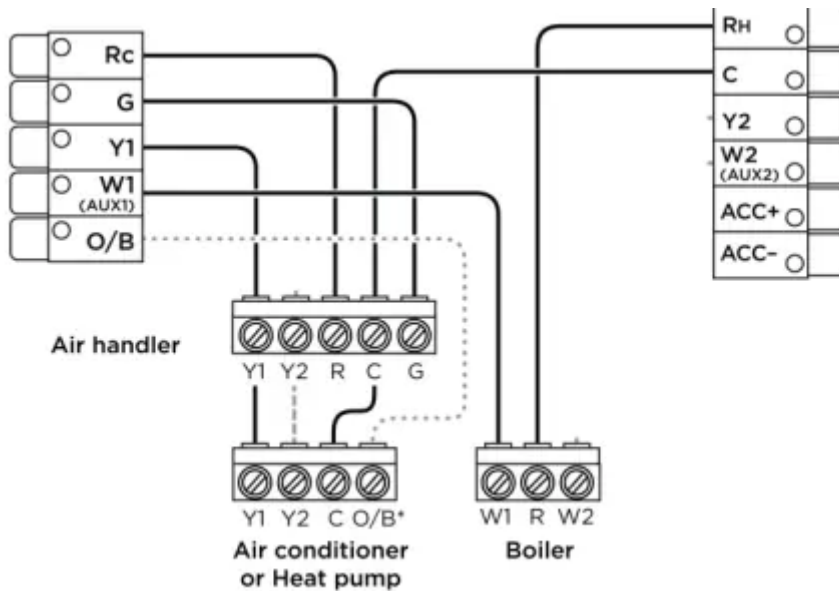 Rc
G
Y1
W1
(AUX1)
O/B
RH
C
Y2
W2
(AUX2)
ACC+
ACC-
Air handler
Y1 Y2 R C G
Y1 Y2 C O/B*
Air conditioner
or Heat pump
W1 R W2
Boiler